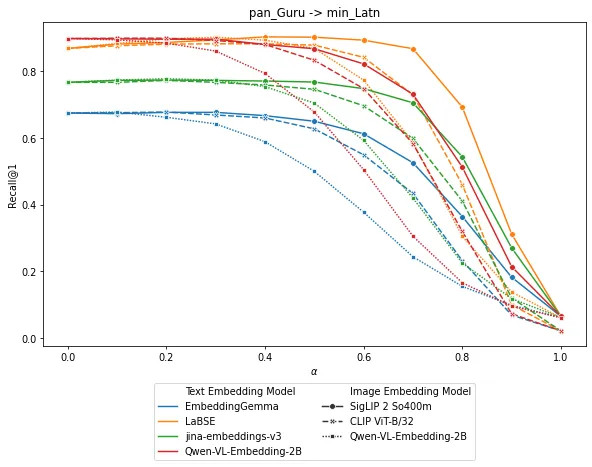 pan_Guru -> min_Latn
Recall@1
0.8
0.6
0.4
0.2
0.0
0.0 0.2 0.4 0.6 0.8 1.0
α
Text Embedding Model Image Embedding Model
EmbeddingGemma SigLIP 2 So400m
LaBSE CLIP ViT-B/32
jina-embeddings-v3 Qwen-VL-Embedding-2B
Qwen-VL-Embedding-2B